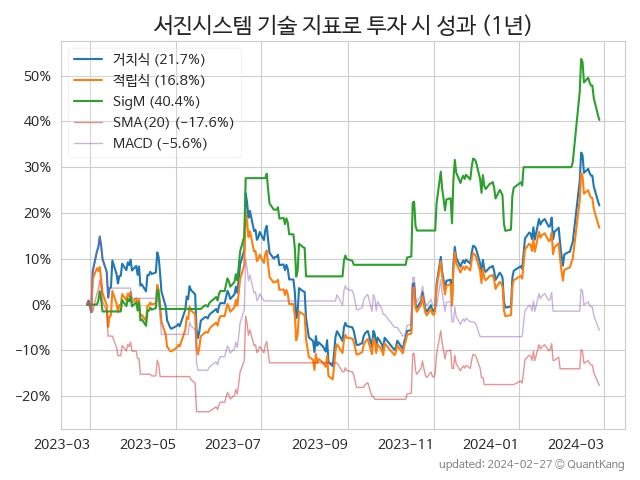 서진시스템 기술 지표로 투자 시 성과 (1년)
거치식 (21.7%)
적립식 (16.8%)
SigM (40.4%)
SMA(20) (−17.6%)
MACD (−5.6%)
50%
40%
30%
20%
10%
0%
−10%
−20%
2023-03 2023-05 2023-07 2023-09 2023-11 2024-01 2024-03
updated: 2024-02-27 © QuantKang